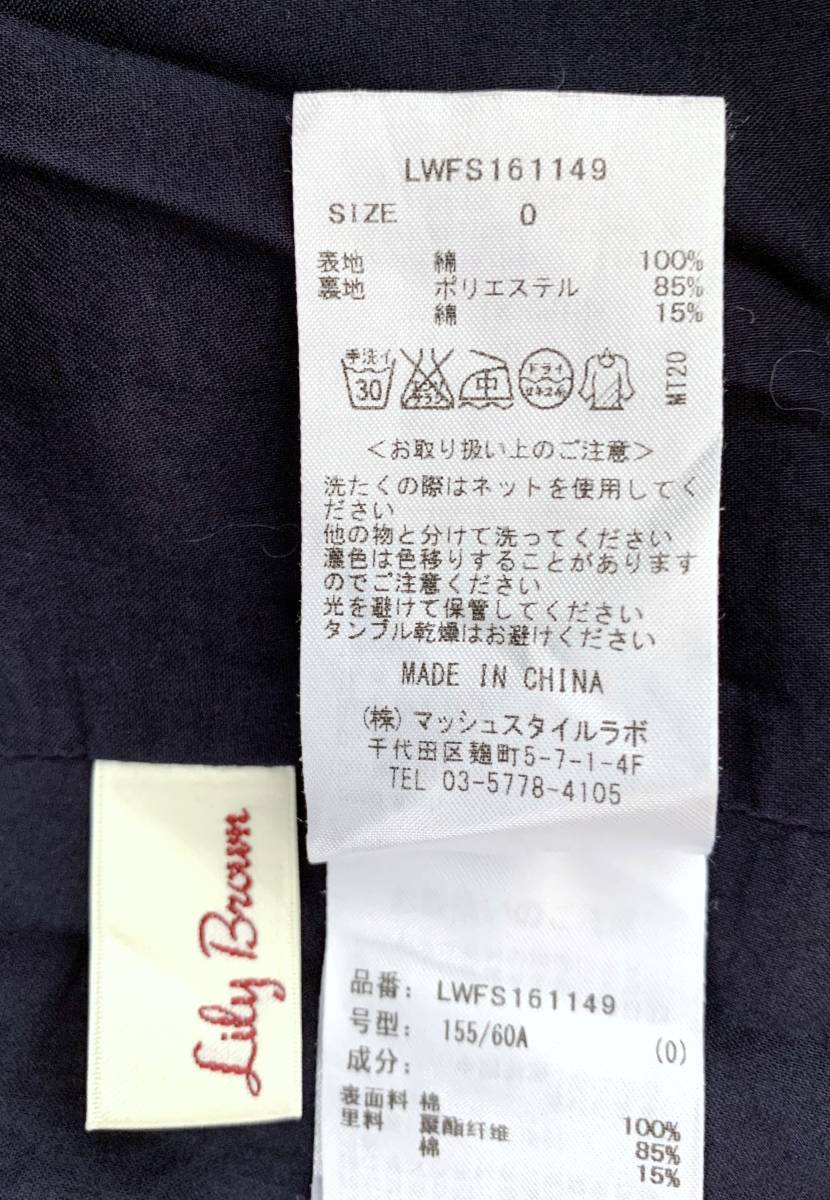 LWFS161149
SIZE 0
表地 綿 100%
裏地 ポリエステル 85%
綿 15%
手洗イ
30
中
ドライ
MT20
<お取り扱い上のご注意>
洗たくの際はネットを使用してく
ださい
他の物と分けて洗ってください
濃色は色移りすることがあります
のでご注意ください
光を避けて保管してください
タンブル乾燥はお避けください
MADE IN CHINA
(株)マッシュスタイルラボ
千代田区麹町5-7-1-4F
TEL 03-5778-4105
Lily Brown
品番: LWFS161149
号型: 155/60A (0)
成分:
表面料 棉 100%
里料 聚酯纤维 85%
棉 15%